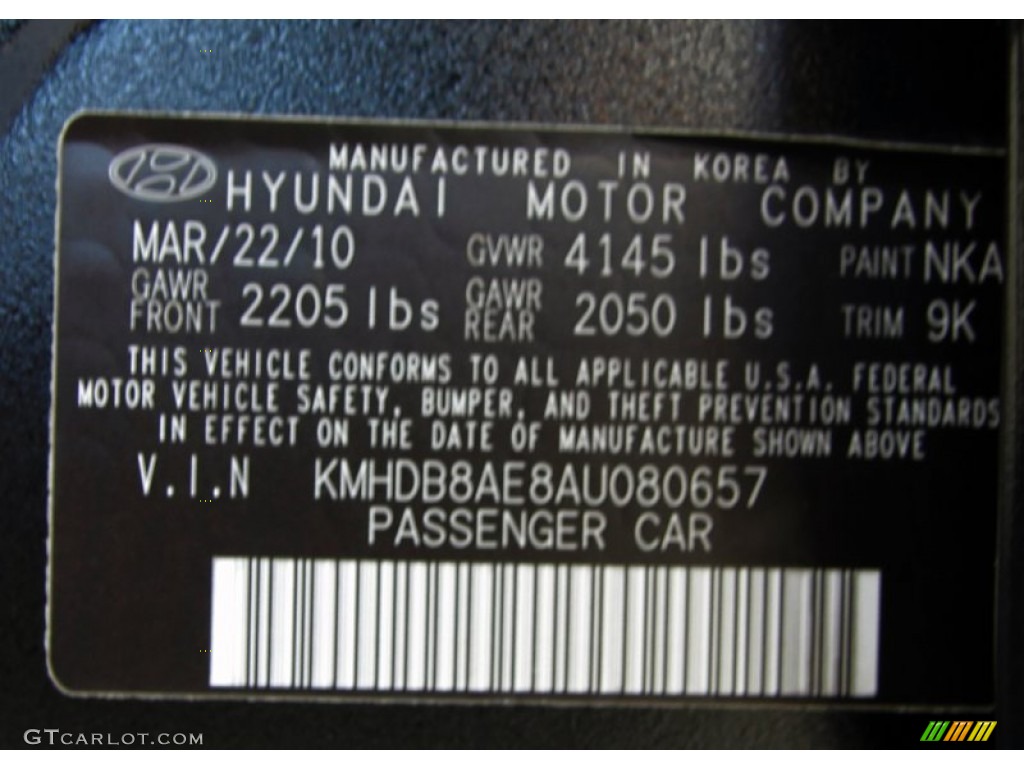 MANUFACTURED IN KOREA BY
HYUNDAI MOTOR COMPANY
MAR/22/10 GVWR 4145 lbs PAINT NKA
GAWR FRONT 2205 lbs GAWR REAR 2050 lbs TRIM 9K
THIS VEHICLE CONFORMS TO ALL APPLICABLE U.S.A. FEDERAL
MOTOR VEHICLE SAFETY, BUMPER, AND THEFT PREVENTION STANDARDS
IN EFFECT ON THE DATE OF MANUFACTURE SHOWN ABOVE
V.I.N KMHDB8AE8AU080657
PASSENGER CAR
GTCARLOT.COM